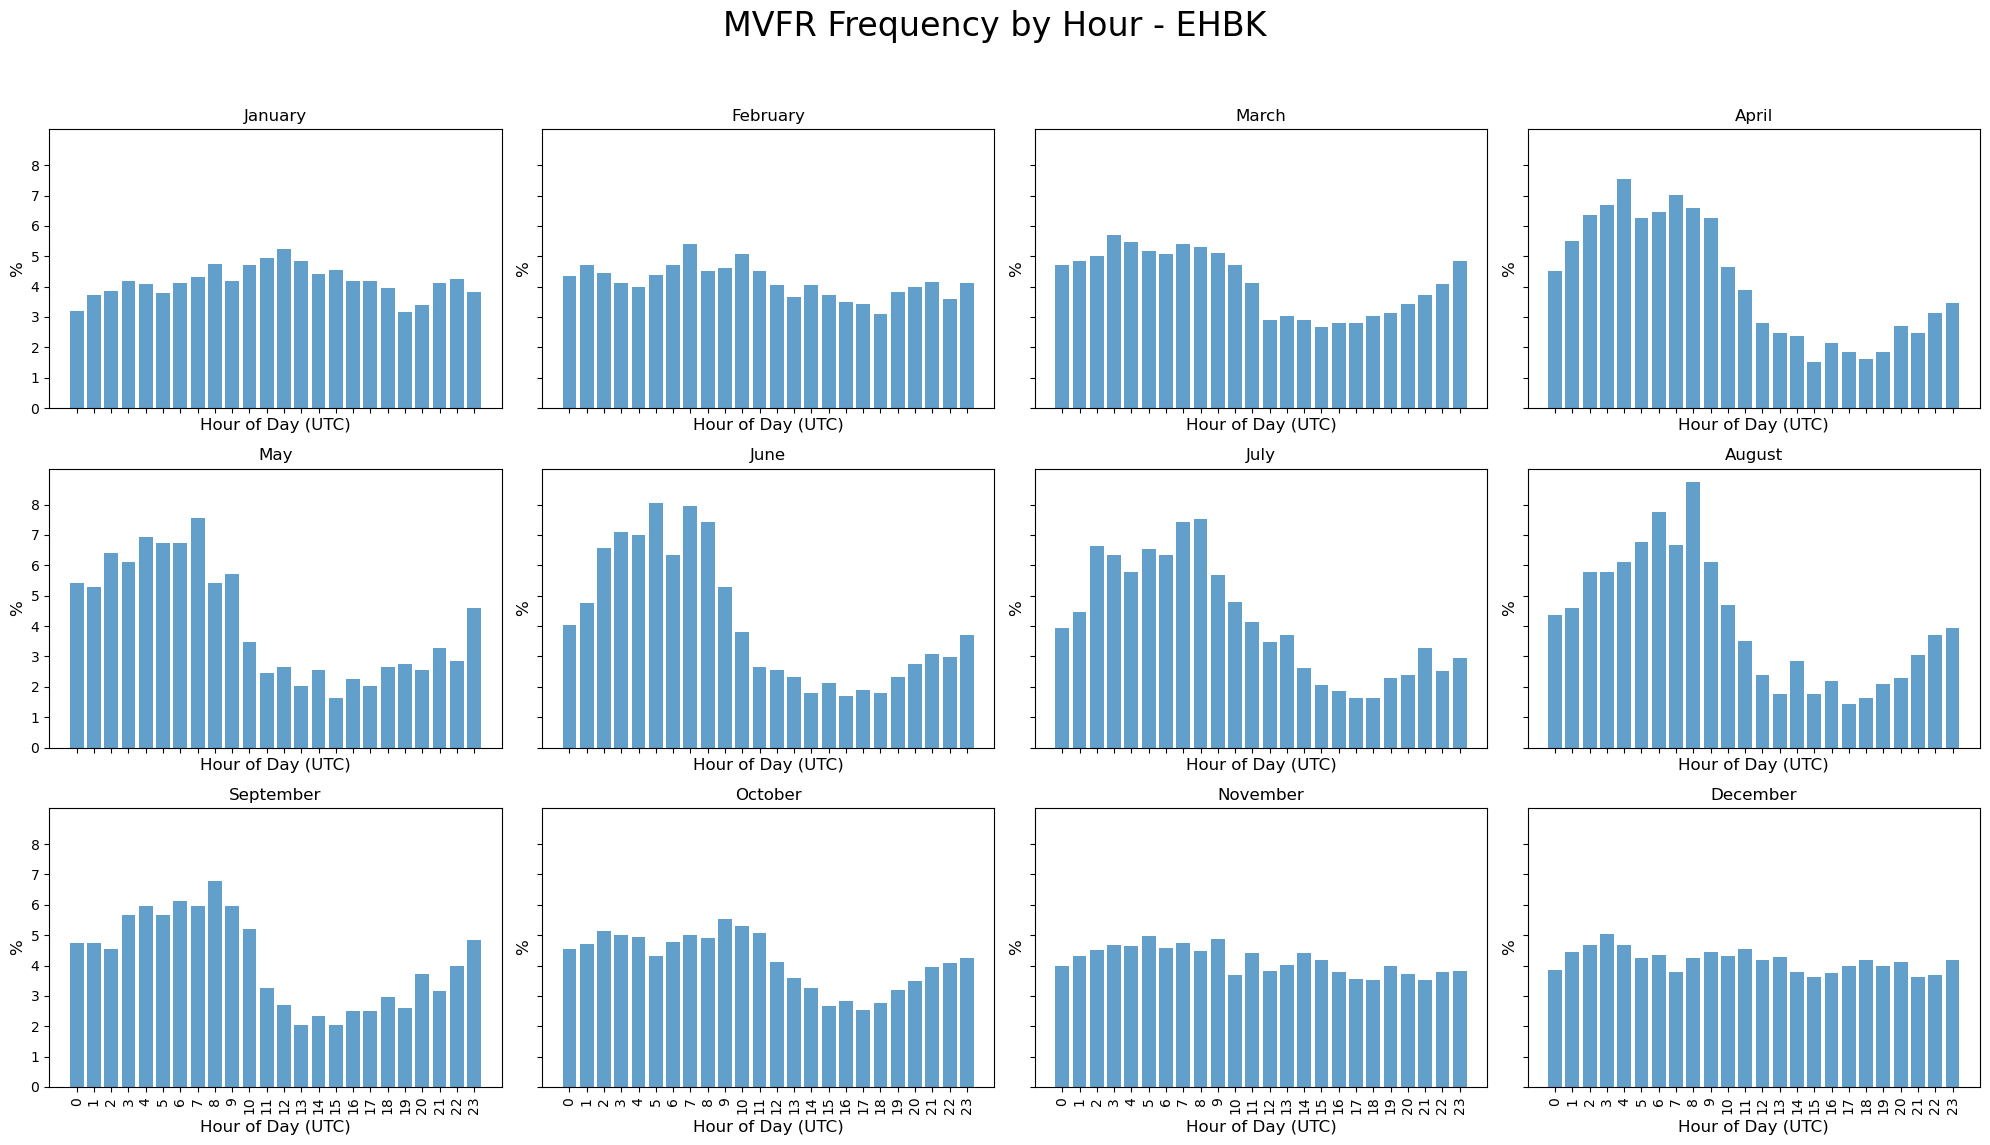 MVFR Frequency by Hour - EHBK
January
February
March
April
%
8
7
6
5
4
3
2
1
0
%
%
%
Hour of Day (UTC)
Hour of Day (UTC)
Hour of Day (UTC)
Hour of Day (UTC)
May
June
July
August
%
8
7
6
5
4
3
2
1
0
%
%
%
Hour of Day (UTC)
Hour of Day (UTC)
Hour of Day (UTC)
Hour of Day (UTC)
September
October
November
December
%
8
7
6
5
4
3
2
1
0
%
%
%
0 1 2 3 4 5 6 7 8 9 10 11 12 13 14 15 16 17 18 19 20 21 22 23
0 1 2 3 4 5 6 7 8 9 10 11 12 13 14 15 16 17 18 19 20 21 22 23
0 1 2 3 4 5 6 7 8 9 10 11 12 13 14 15 16 17 18 19 20 21 22 23
0 1 2 3 4 5 6 7 8 9 10 11 12 13 14 15 16 17 18 19 20 21 22 23
Hour of Day (UTC)
Hour of Day (UTC)
Hour of Day (UTC)
Hour of Day (UTC)